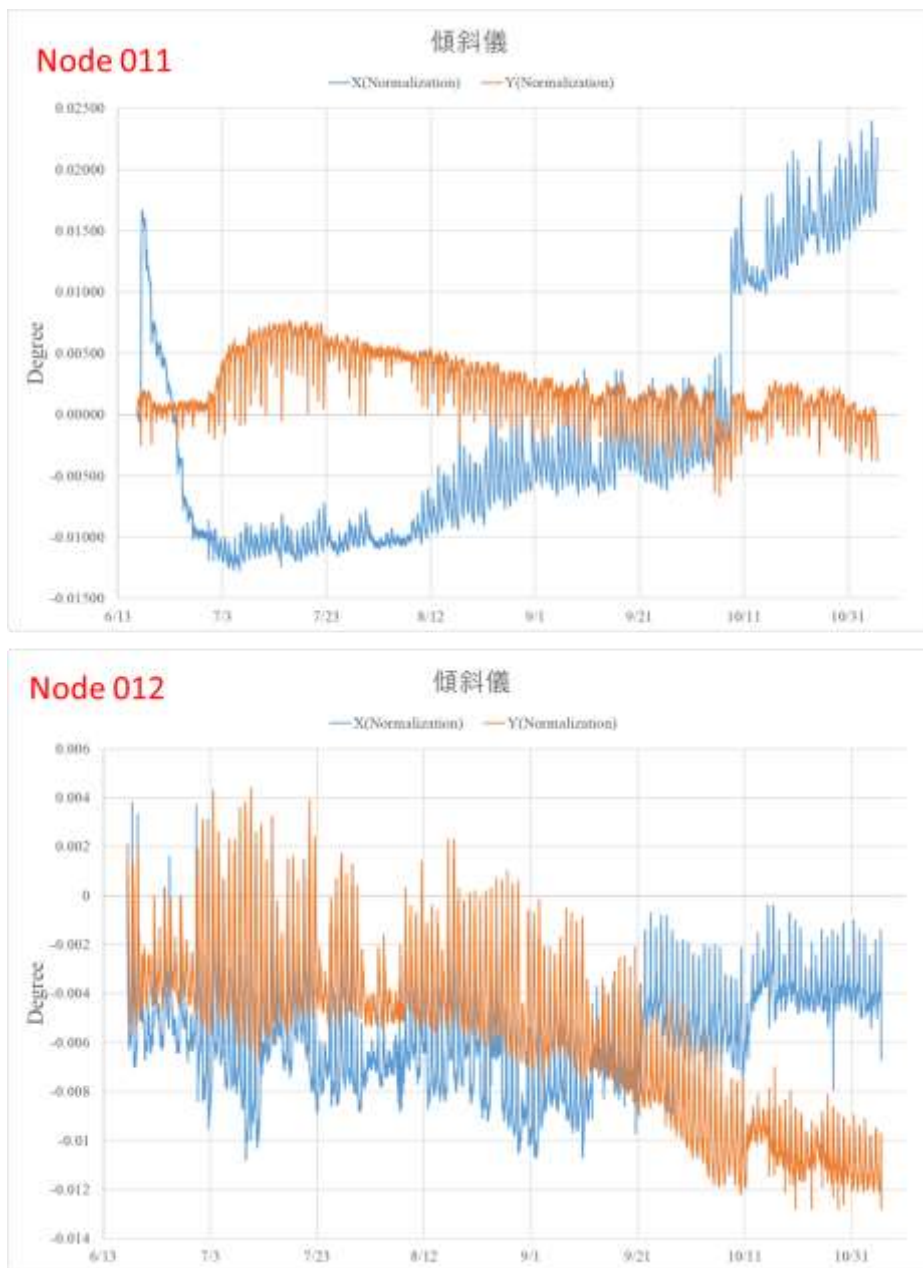 Node 011
傾斜儀
X(Normalization) Y(Normalization)
0.02500
0.02000
0.01500
0.01000
0.00500
0.00000
-0.00500
-0.01000
-0.01500
Degree
6/13 7/3 7/23 8/12 9/1 9/21 10/11 10/31
Node 012
傾斜儀
X(Normalization) Y(Normalization)
0.006
0.004
0.002
0
-0.002
-0.004
-0.006
-0.008
-0.01
-0.012
-0.014
Degree
6/13 7/3 7/23 8/12 9/1 9/21 10/11 10/31